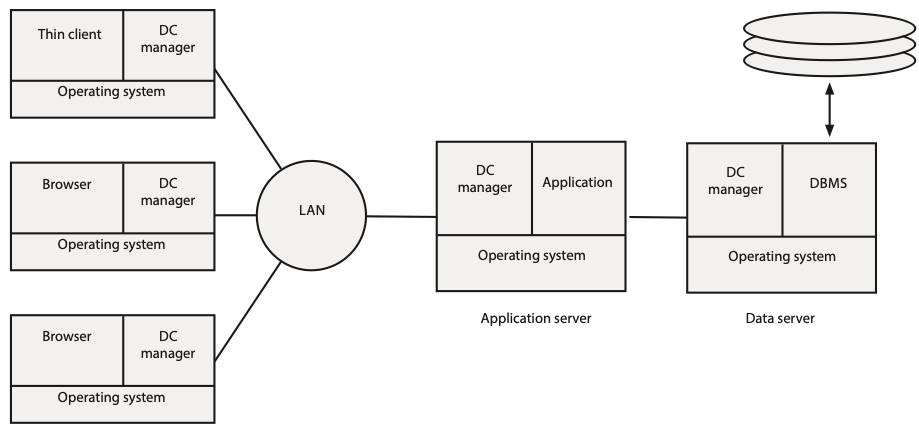 Thin client
DC
manager
Operating system
Browser
DC
manager
Operating system
Browser
DC
manager
Operating system
LAN
DC
manager
Application
Operating system
Application server
DC
manager
DBMS
Operating system
Data server